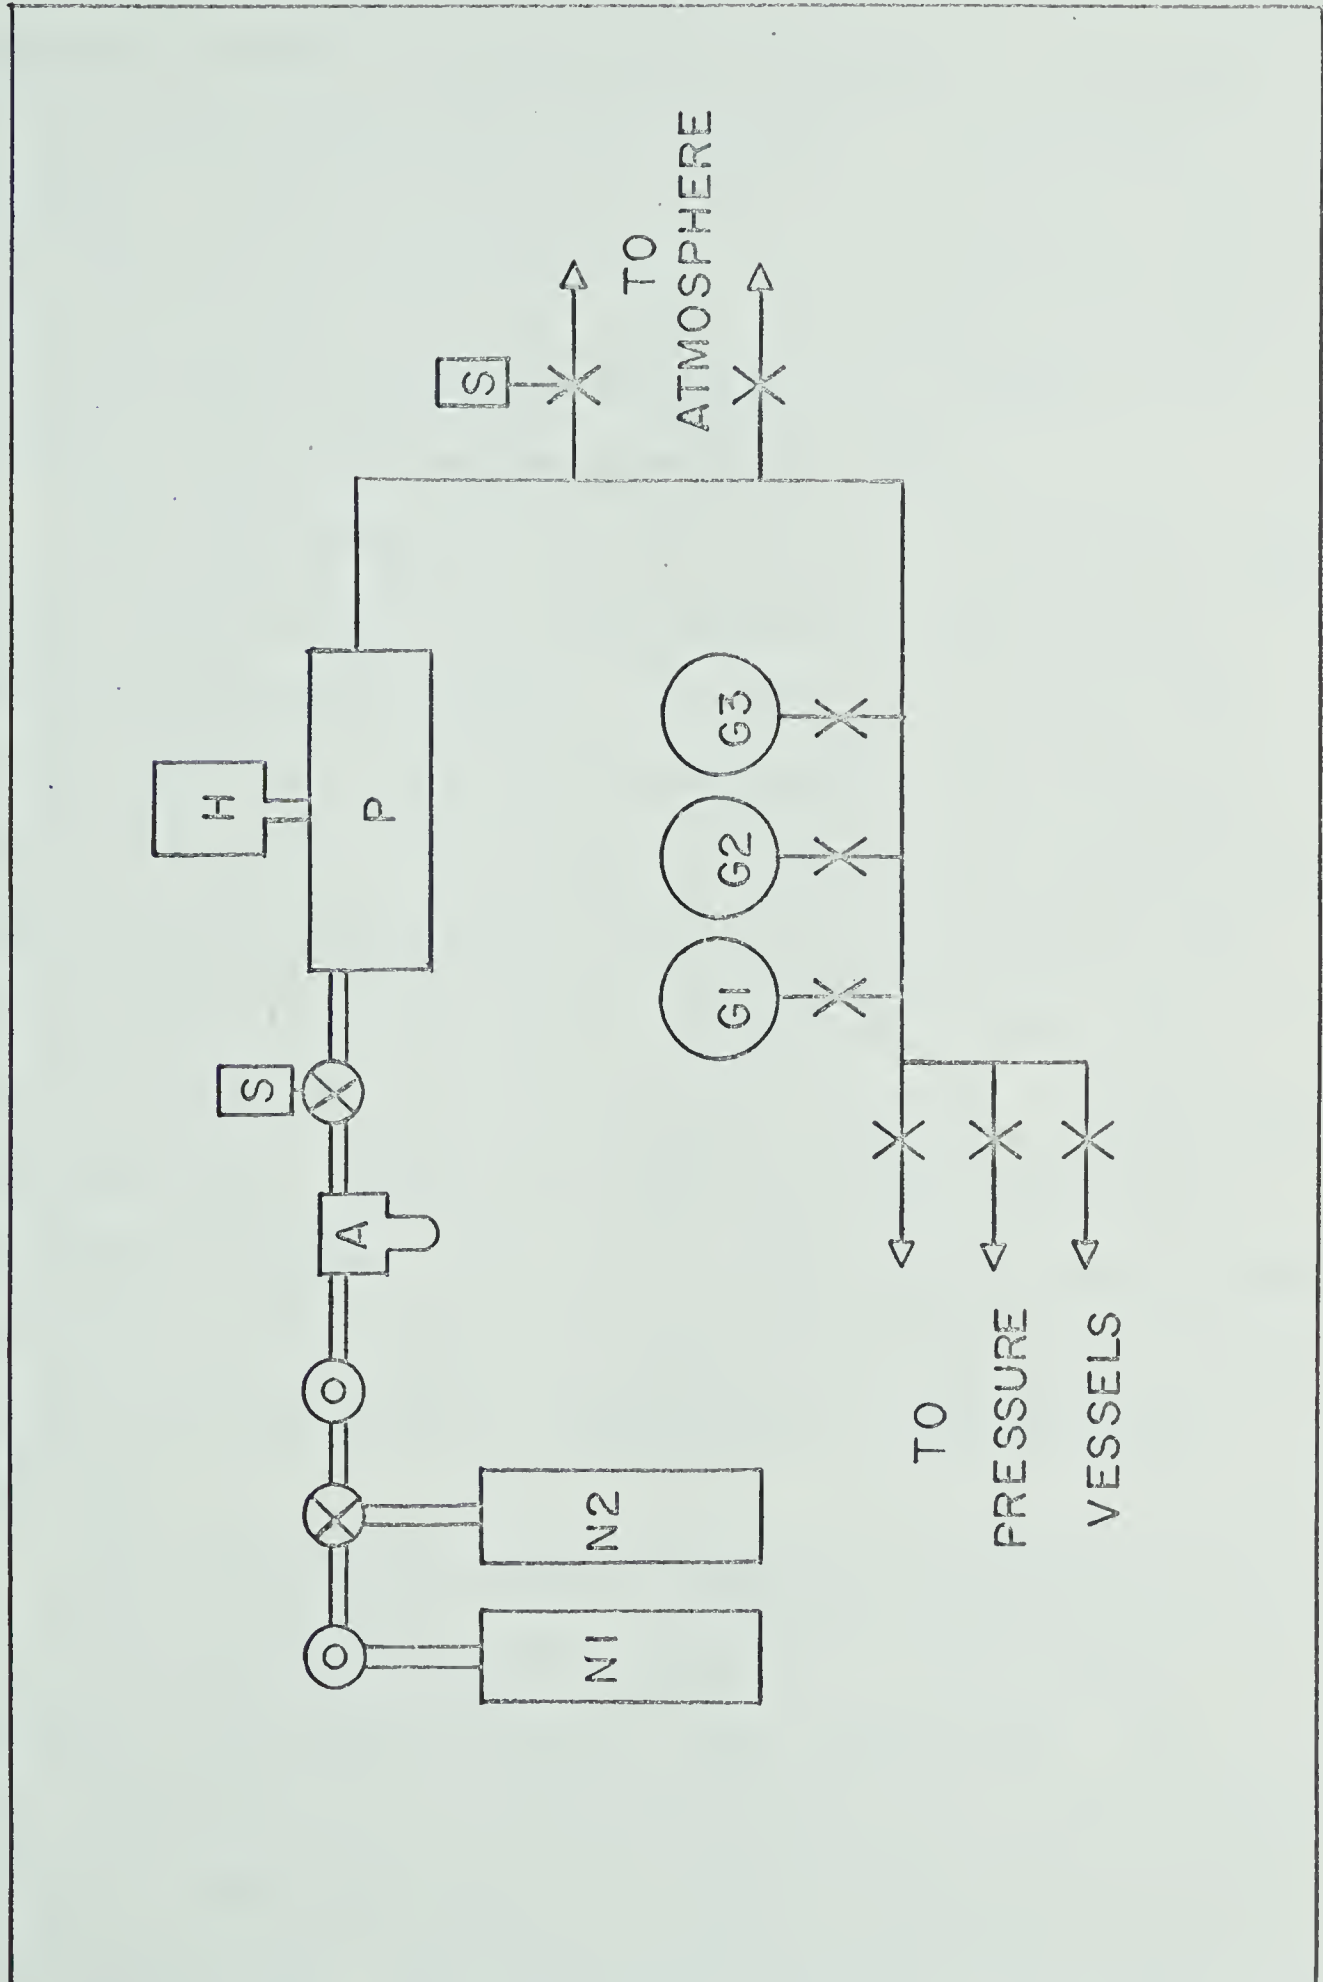 H
S
S
A
P
N1
N2
G1
G2
G3
TO
ATMOSPHERE
TO
PRESSURE
VESSELS